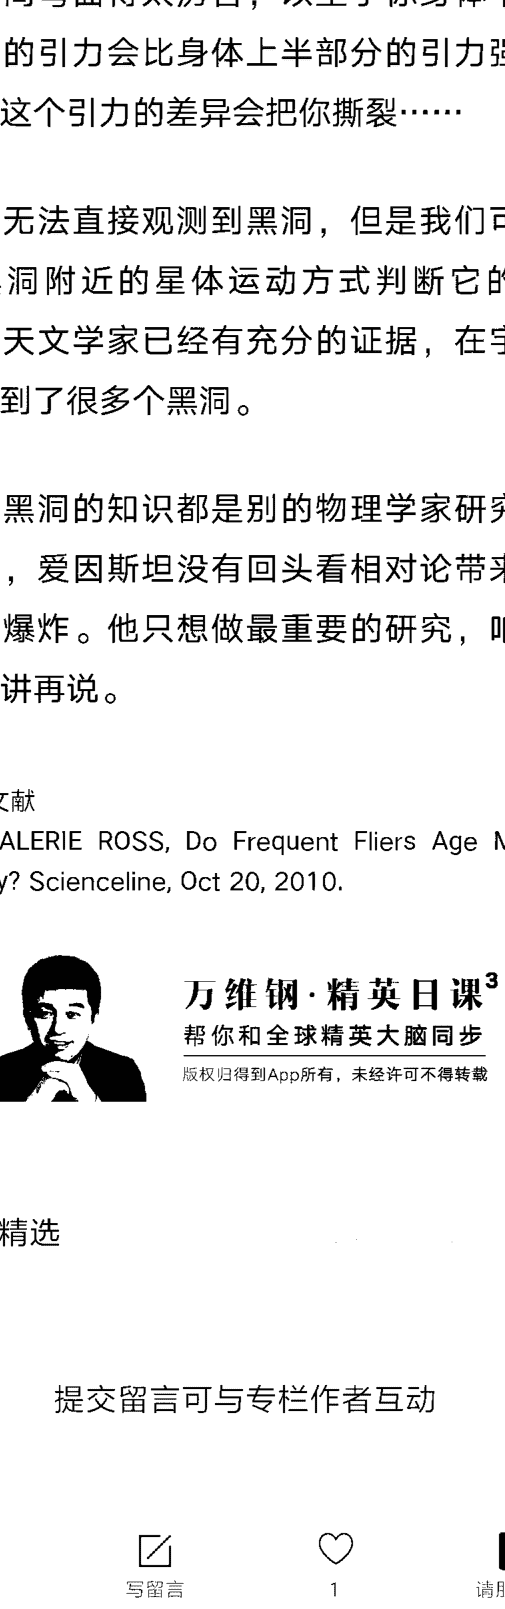 的引力会比身体上半部分的引力强
这个引力的差异会把你撕裂……
无法直接观测到黑洞，但是我们可
洞附近的星体运动方式判断它的
天文学家已经有充分的证据，在宇
到了很多个黑洞。
黑洞的知识都是别的物理学家研究
，爱因斯坦没有回头看相对论带来
爆炸。他只想做最重要的研究，咱
讲再说。
文献
ALERIE ROSS, Do Frequent Fliers Age M
y? Scienceline, Oct 20, 2010.
万维钢·精英日课3
帮你和全球精英大脑同步
版权归得到App所有，未经许可不得转载
精选
提交留言可与专栏作者互动
写留言
1
请朋